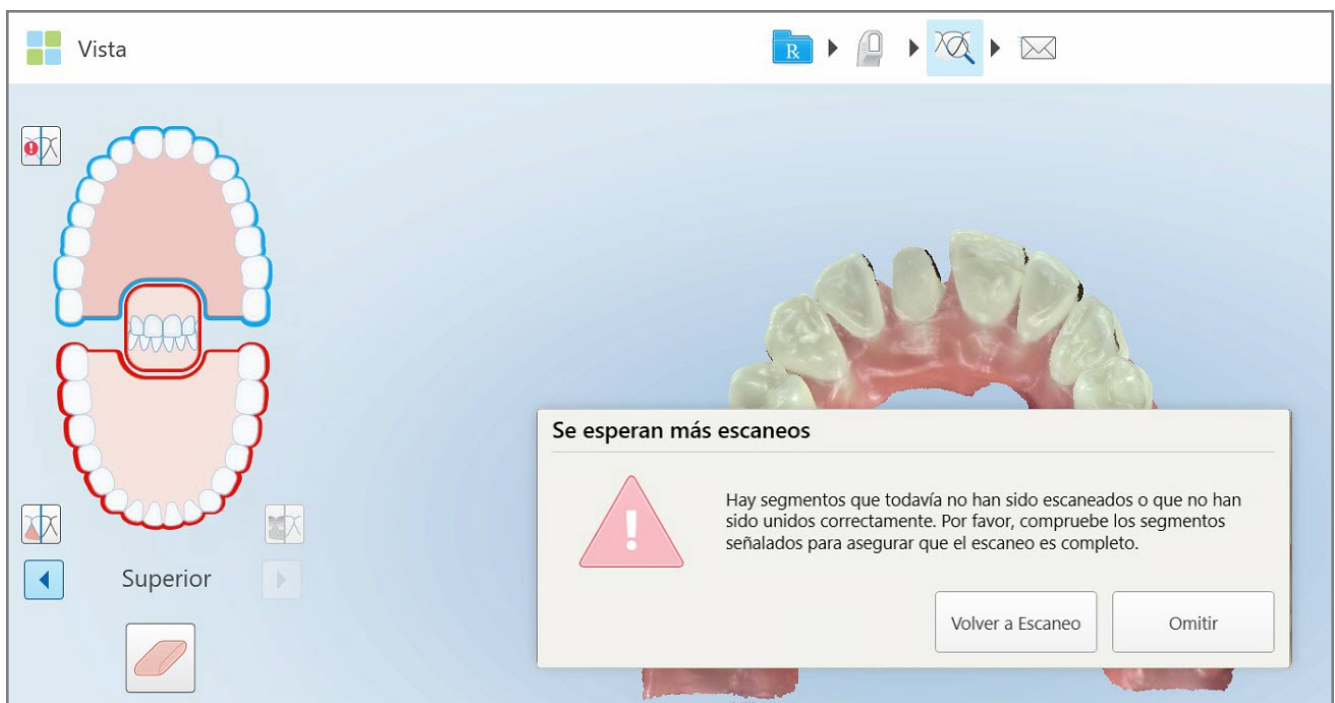 Vista
R
Se esperan más escaneos
Hay segmentos que todavía no han sido escaneados o que no han
sido unidos correctamente. Por favor, compruebe los segmentos
señalados para asegurar que el escaneo es completo.
Superior
Volver a Escaneo
Omitir